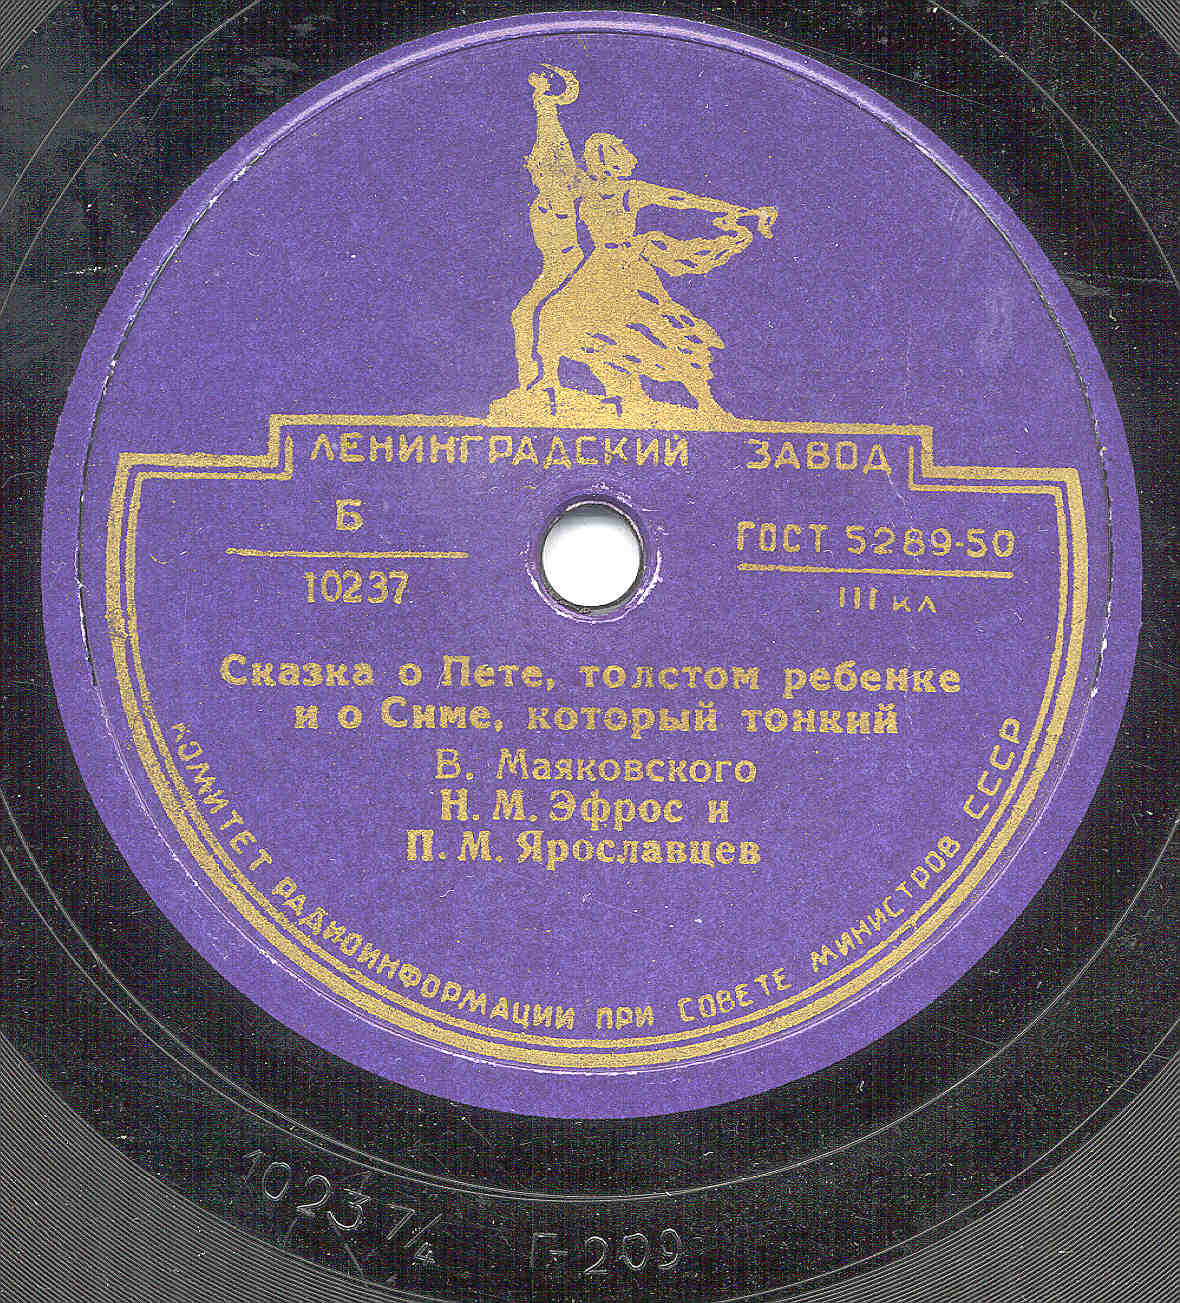 ЛЕНИНГРАДСКИЙ ЗАВОД
Б
10237
ГОСТ 5289-50
III кл
Сказка о Пете, толстом ребенке
и о Симе, который тонкий
В. Маяковского
Н. М. Эфрос и
П. М. Ярославцев
КОМИТЕТ РАДИОИНФОРМАЦИИ ПРИ СОВЕТЕ МИНИСТРОВ СССР
10237/4
Г-209